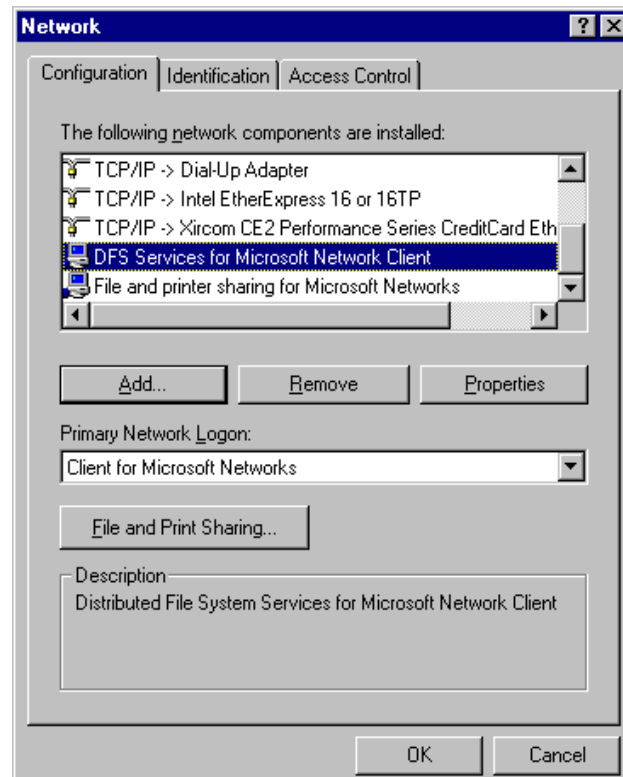 Network
Configuration Identification Access Control
The following network components are installed:
TCP/IP -> Dial-Up Adapter
TCP/IP -> Intel EtherExpress 16 or 16TP
TCP/IP -> Xircom CE2 Performance Series CreditCard Eth
DFS Services for Microsoft Network Client
File and printer sharing for Microsoft Networks
Add... Remove Properties
Primary Network Logon:
Client for Microsoft Networks
File and Print Sharing...
Description
Distributed File System Services for Microsoft Network Client
OK Cancel